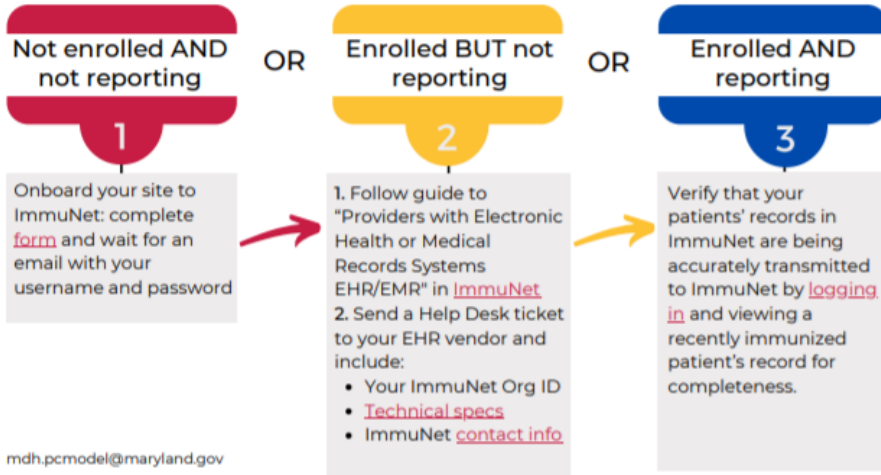 Not enrolled AND
not reporting
OR
Enrolled BUT not
reporting
OR
Enrolled AND
reporting
1
2
3
Onboard your site to
ImmuNet: complete
form and wait for an
email with your
username and password
1. Follow guide to
"Providers with Electronic
Health or Medical
Records Systems
EHR/EMR" in ImmuNet
2. Send a Help Desk ticket
to your EHR vendor and
include:
• Your ImmuNet Org ID
• Technical specs
• ImmuNet contact info
Verify that your
patients' records in
ImmuNet are being
accurately transmitted
to ImmuNet by logging
in and viewing a
recently immunized
patient's record for
completeness.
mdh.pcmodel@maryland.gov